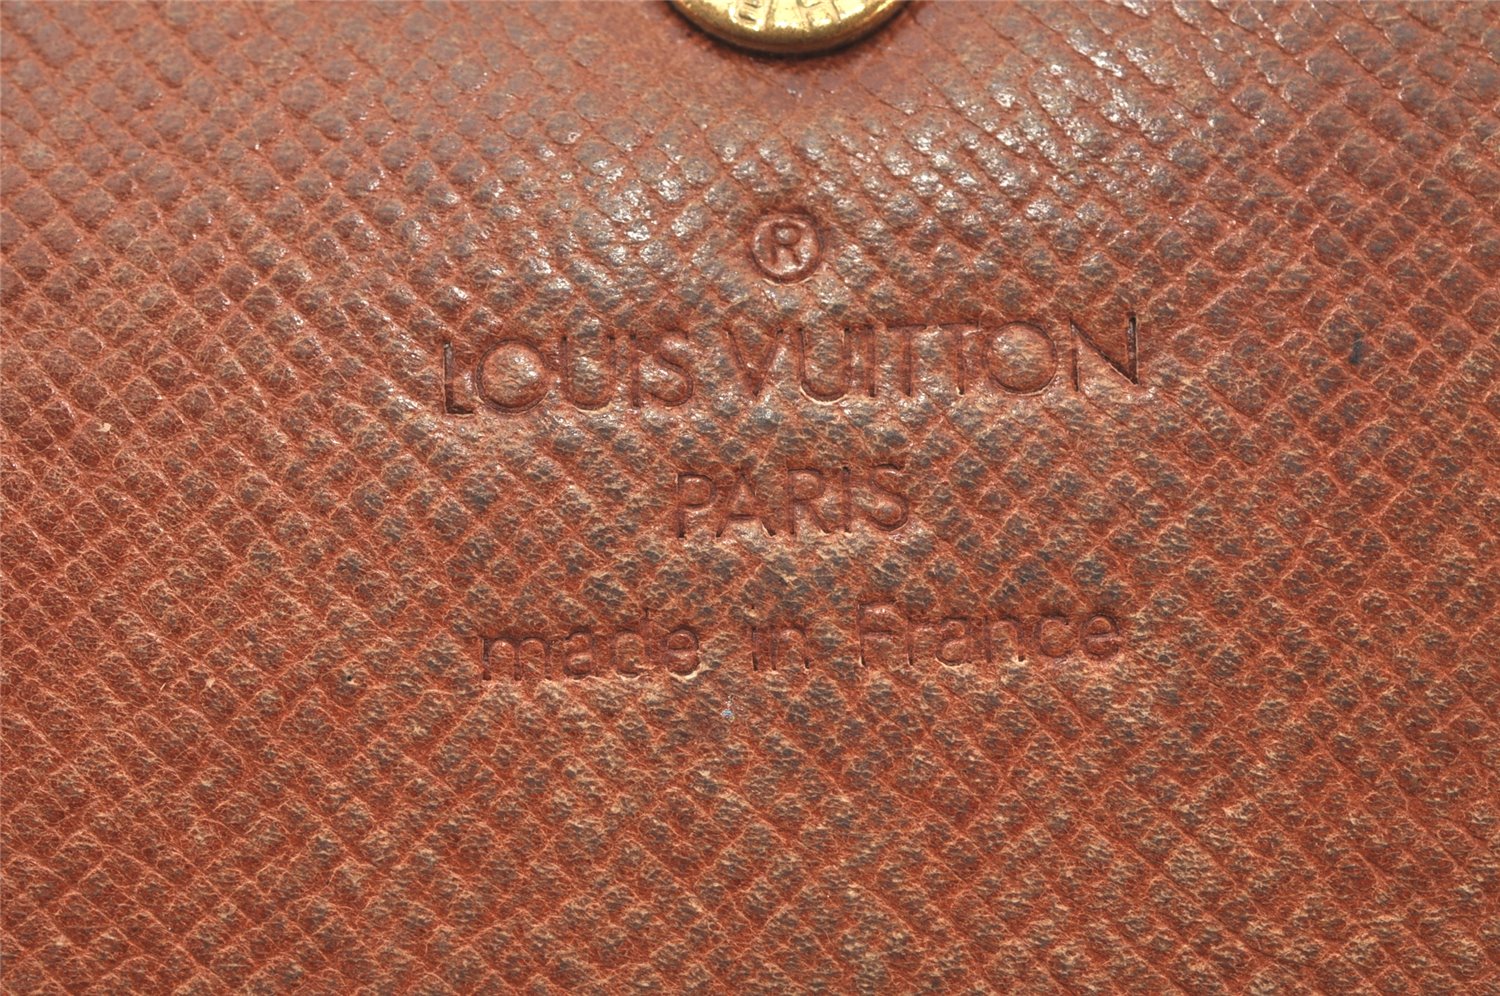 ®
LOUIS VUITTON
PARIS
made in France